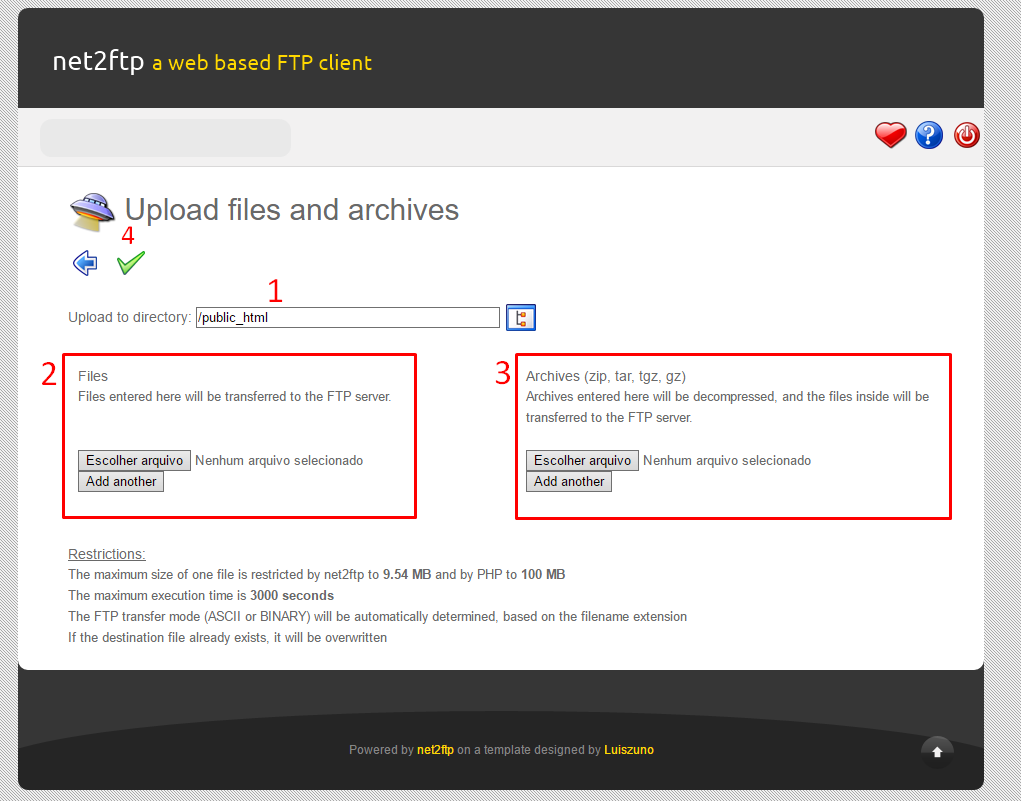 net2ftp a web based FTP client
Upload files and archives
4
1
Upload to directory: /public_html
2
Files
Files entered here will be transferred to the FTP server.
Escolher arquivo Nenhum arquivo selecionado
Add another
3
Archives (zip, tar, tgz, gz)
Archives entered here will be decompressed, and the files inside will be
transferred to the FTP server.
Escolher arquivo Nenhum arquivo selecionado
Add another
Restrictions:
The maximum size of one file is restricted by net2ftp to 9.54 MB and by PHP to 100 MB
The maximum execution time is 3000 seconds
The FTP transfer mode (ASCII or BINARY) will be automatically determined, based on the filename extension
If the destination file already exists, it will be overwritten
Powered by net2ftp on a template designed by Luiszuno